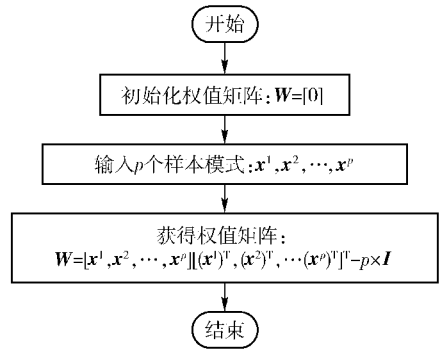 开始
初始化权值矩阵:W=[0]
输入p个样本模式:x¹,x²,…,xᵖ
获得权值矩阵:
W=[x¹,x²,…,xᵖ][(x¹)ᵀ,(x²)ᵀ,…(xᵖ)ᵀ]ᵀ-p×I
结束